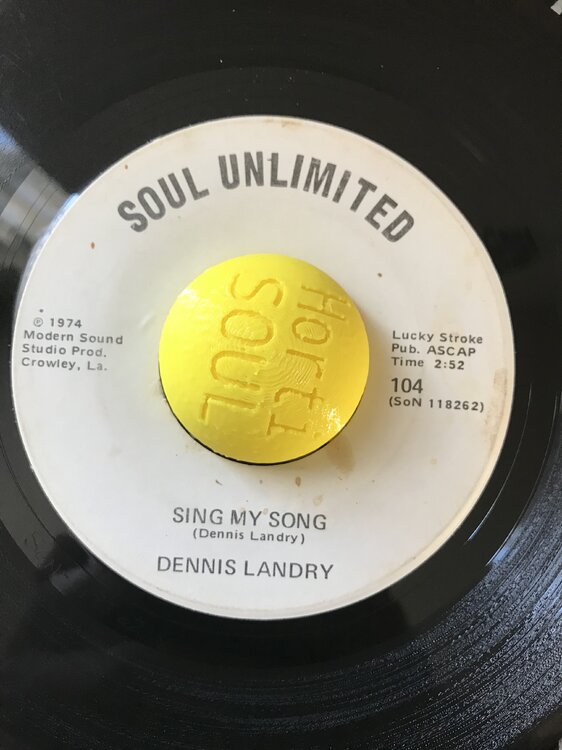 SOUL UNLIMITED
℗ 1974
Modern Sound
Studio Prod.
Crowley, La.
Horti
SOUL
Lucky Stroke
Pub. ASCAP
Time 2:52
104
(SoN 118262)
SING MY SONG
(Dennis Landry)
DENNIS LANDRY